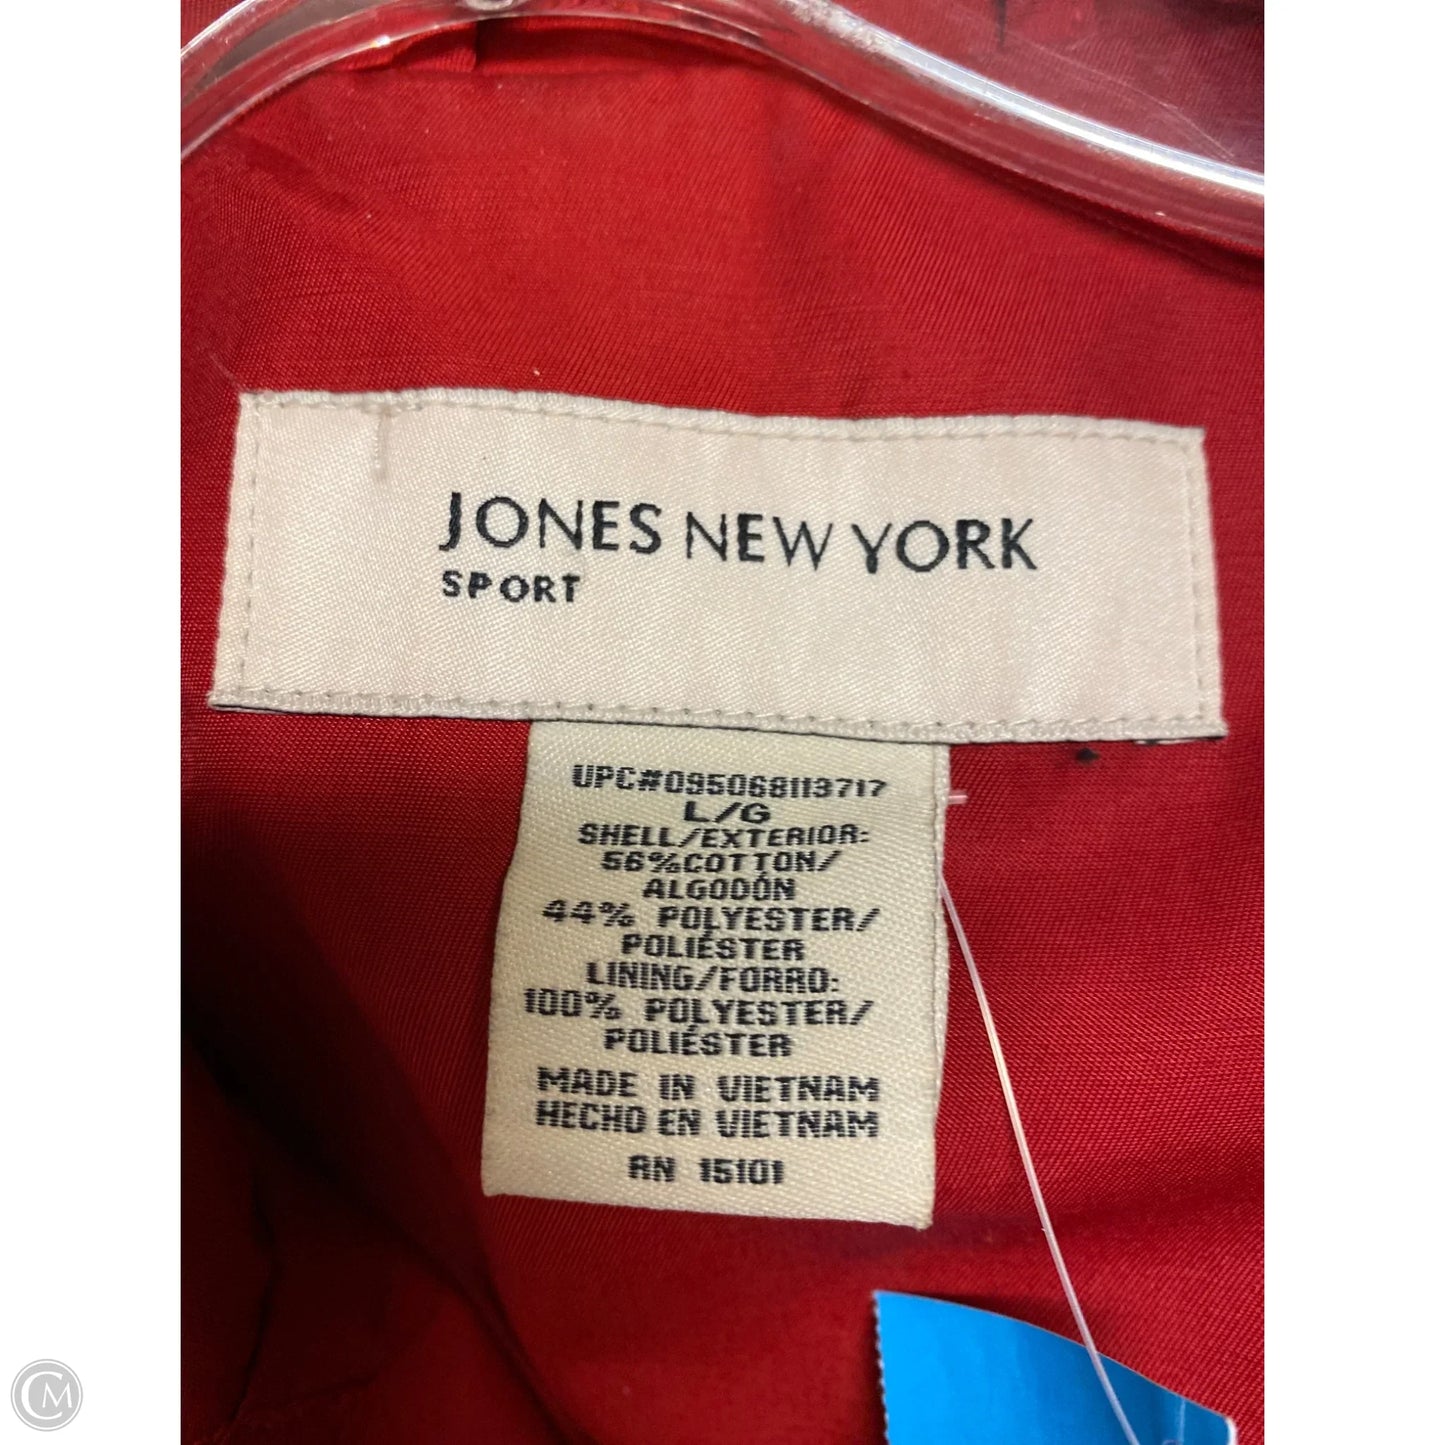 JONES NEW YORK
SPORT
UPC#095068113717
L/G
SHELL/EXTERIOR:
56%COTTON/
ALGODÓN
44% POLYESTER/
POLIÉSTER
LINING/FORRO:
100% POLYESTER/
POLIÉSTER
MADE IN VIETNAM
HECHO EN VIETNAM
RN 15101
CM